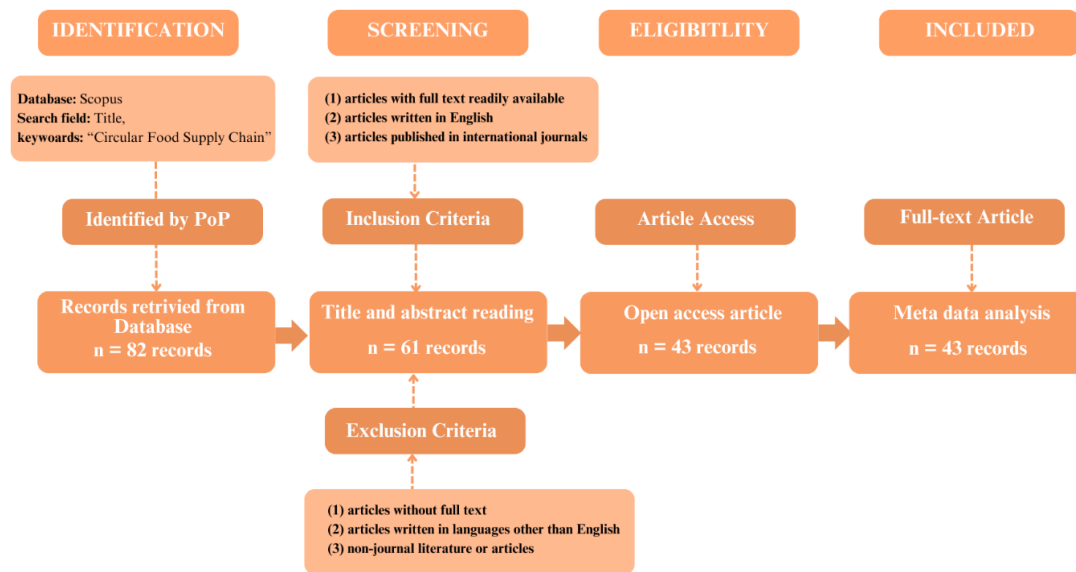 IDENTIFICATION
SCREENING
ELIGIBITLITY
INCLUDED
Database: Scopus
Search field: Title,
keywoards: “Circular Food Supply Chain”
(1) articles with full text readily available
(2) articles written in English
(3) articles published in international journals
Identified by PoP
Inclusion Criteria
Article Access
Full-text Article
Records retrivied from
Database
n = 82 records
Title and abstract reading
n = 61 records
Open access article
n = 43 records
Meta data analysis
n = 43 records
Exclusion Criteria
(1) articles without full text
(2) articles written in languages other than English
(3) non-journal literature or articles